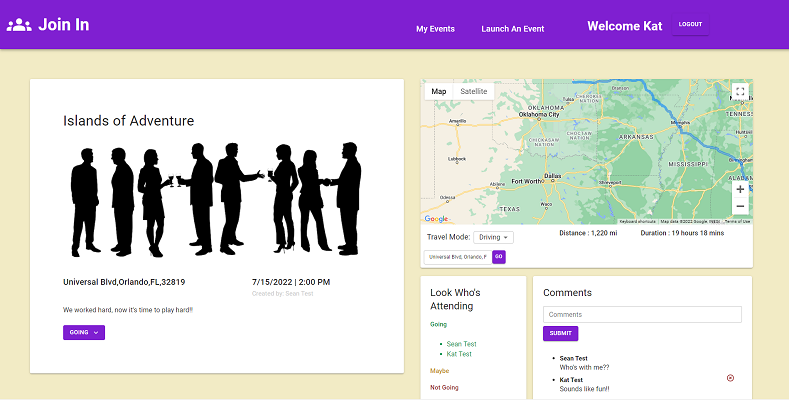 Join In
My Events
Launch An Event
Welcome Kat
LOGOUT
Islands of Adventure
Universal Blvd,Orlando,FL,32819
7/15/2022 | 2:00 PM
Created by: Sean Test
We worked hard, now it's time to play hard!!
GOING
Map
Satellite
Branson
CHEROKEE
NATION
Tulsa
OKLAHOMA
Oklahoma City
Amarillo
CHICKASAW
NATION
CHOCTAW
NATION
ARKANSAS
Memphis
TENNESS
Huntsvi
Lubbock
MISSISSIPPI
Birmingham
ALABAMA
Abilene
Fort Worth
Dallas
Shreveport
Odessa
Waco
TEXAS
Google
Keyboard shortcuts
Map data ©2022 Google, INEGI
Terms of Use
Travel Mode:
Driving
Distance : 1,220 mi
Duration : 19 hours 18 mins
Universal Blvd, Orlando, F
GO
Look Who's
Attending
Going
Sean Test
Kat Test
Maybe
Not Going
Comments
Comments
SUBMIT
Sean Test
Who's with me??
Kat Test
Sounds like fun!!